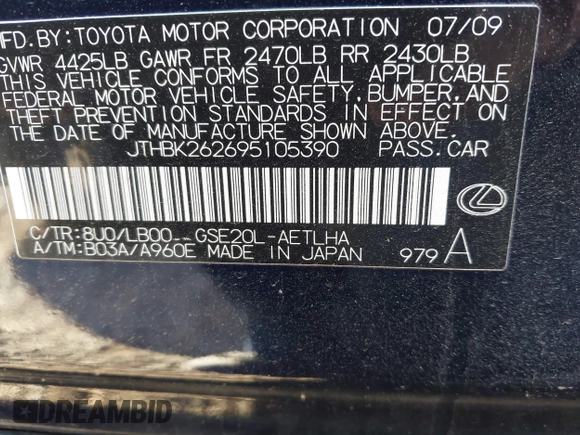 MFD. BY: TOYOTA MOTOR CORPORATION 07/09
GVWR 4425LB GAWR FR 2470LB RR 2430LB
THIS VEHICLE CONFORMS TO ALL APPLICABLE
FEDERAL MOTOR VEHICLE SAFETY, BUMPER, AND
THEFT PREVENTION STANDARDS IN EFFECT ON
THE DATE OF MANUFACTURE SHOWN ABOVE.
JTHBK262695105390 PASS. CAR
C/TR: 8U0/LB00 -- GSE20L-AETLHA
A/TM: B03A/A960E MADE IN JAPAN 979 A
DREAMBID